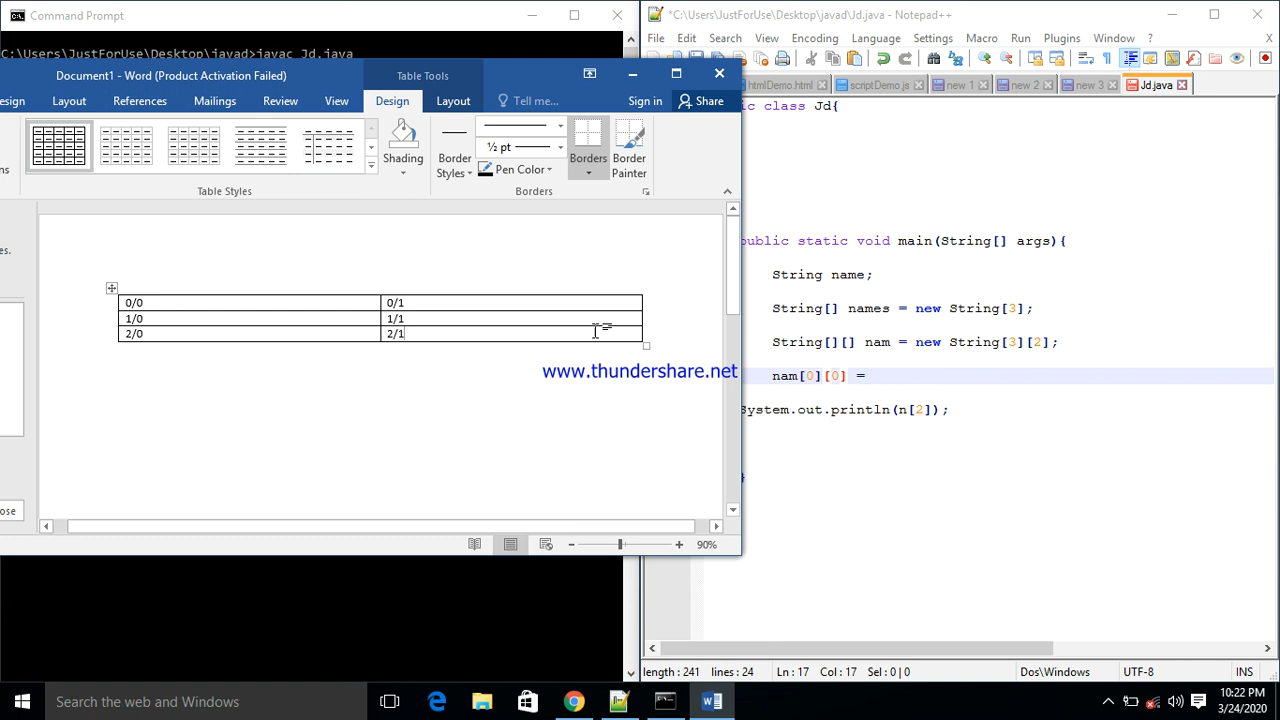 Command Prompt
C:\Users\JustForUse\Desktop\javad>javac Jd.java
Document1 - Word (Product Activation Failed)
Table Tools
esign
Layout
References
Mailings
Review
View
Design
Layout
Tell me...
Sign in
Share
ns
Shading
Border
Styles
½ pt
Pen Color
Borders
Border
Painter
Table Styles
Borders
es.
0/0 0/1
1/0 1/1
2/0 2/1
www.thundershare.net
ose
90%
*C:\Users\JustForUse\Desktop\javad\Jd.java - Notepad++
File Edit Search View Encoding Language Settings Macro Run Plugins Window ? X
htmlDemo.html scriptDemo.js new 1 new 2 new 3 Jd.java
ic class Jd{
public static void main(String[] args){
String name;
String[] names = new String[3];
String[][] nam = new String[3][2];
nam[0][0] =
System.out.println(n[2]);
}
length : 241 lines : 24 Ln : 17 Col : 17 Sel : 0 | 0 Dos\Windows UTF-8 INS
Search the web and Windows
10:22 PM
3/24/2020